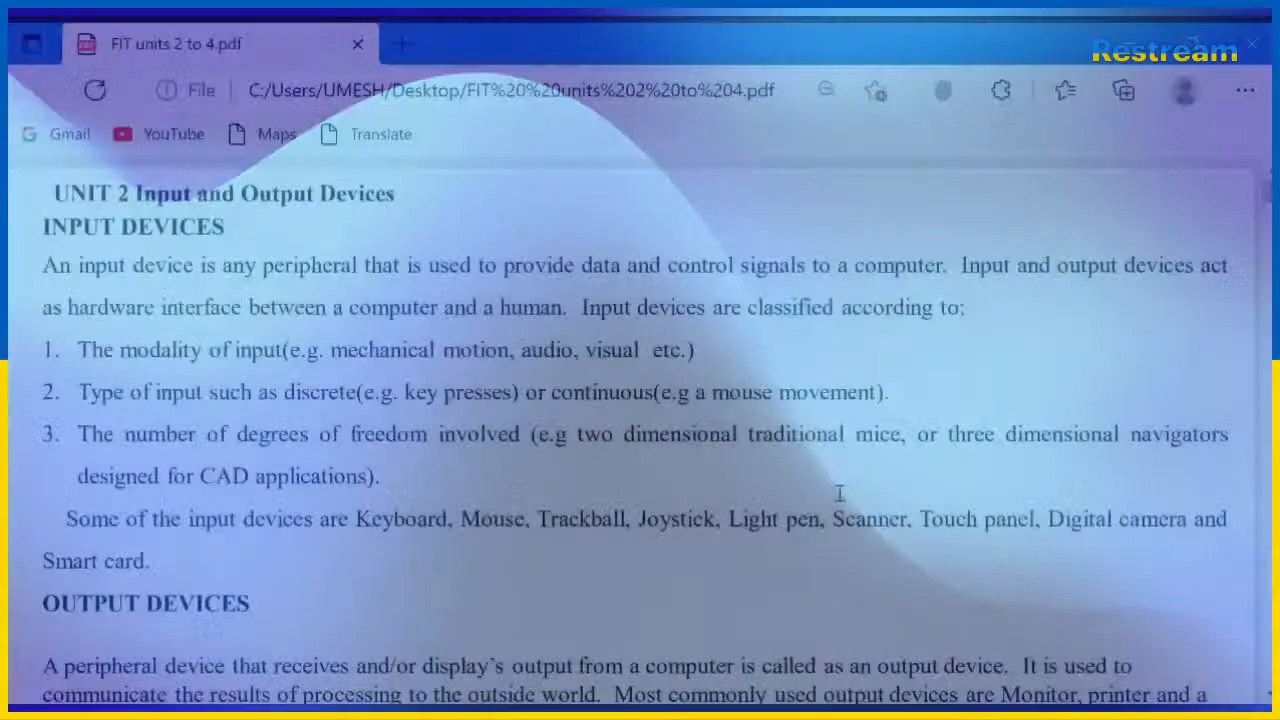 FIT units 2 to 4.pdf
Restream
File C:/Users/UMESH/Desktop/FIT%20%20units%202%20to%204.pdf
Gmail YouTube Maps Translate
UNIT 2 Input and Output Devices
INPUT DEVICES
An input device is any peripheral that is used to provide data and control signals to a computer. Input and output devices act
as hardware interface between a computer and a human. Input devices are classified according to;
1. The modality of input(e.g. mechanical motion, audio, visual etc.)
2. Type of input such as discrete(e.g. key presses) or continuous(e.g a mouse movement).
3. The number of degrees of freedom involved (e.g two dimensional traditional mice, or three dimensional navigators
designed for CAD applications).
Some of the input devices are Keyboard, Mouse, Trackball, Joystick, Light pen, Scanner, Touch panel, Digital camera and
Smart card.
OUTPUT DEVICES
A peripheral device that receives and/or display's output from a computer is called as an output device. It is used to
communicate the results of processing to the outside world. Most commonly used output devices are Monitor, printer and a